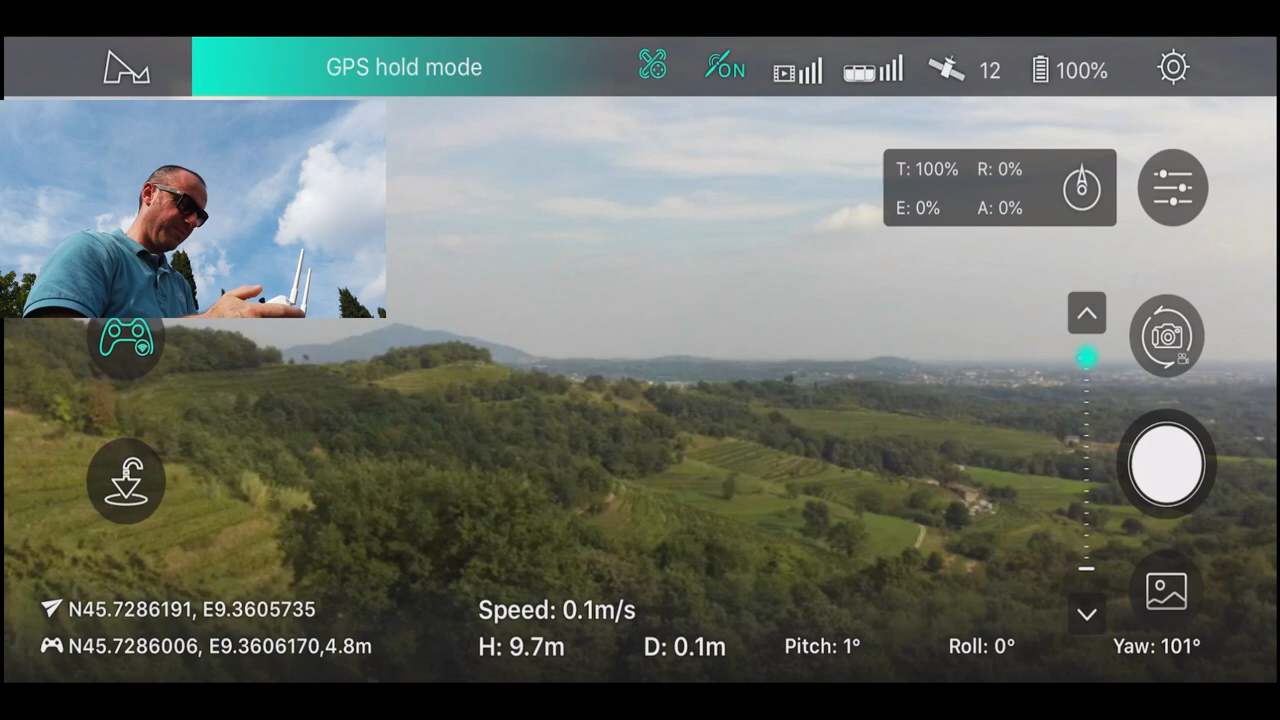 GPS hold mode
ON
12
100%
T: 100% R: 0%
E: 0% A: 0%
N45.7286191, E9.3605735
Speed: 0.1m/s
N45.7286006, E9.3606170,4.8m
H: 9.7m
D: 0.1m
Pitch: 1°
Roll: 0°
Yaw: 101°